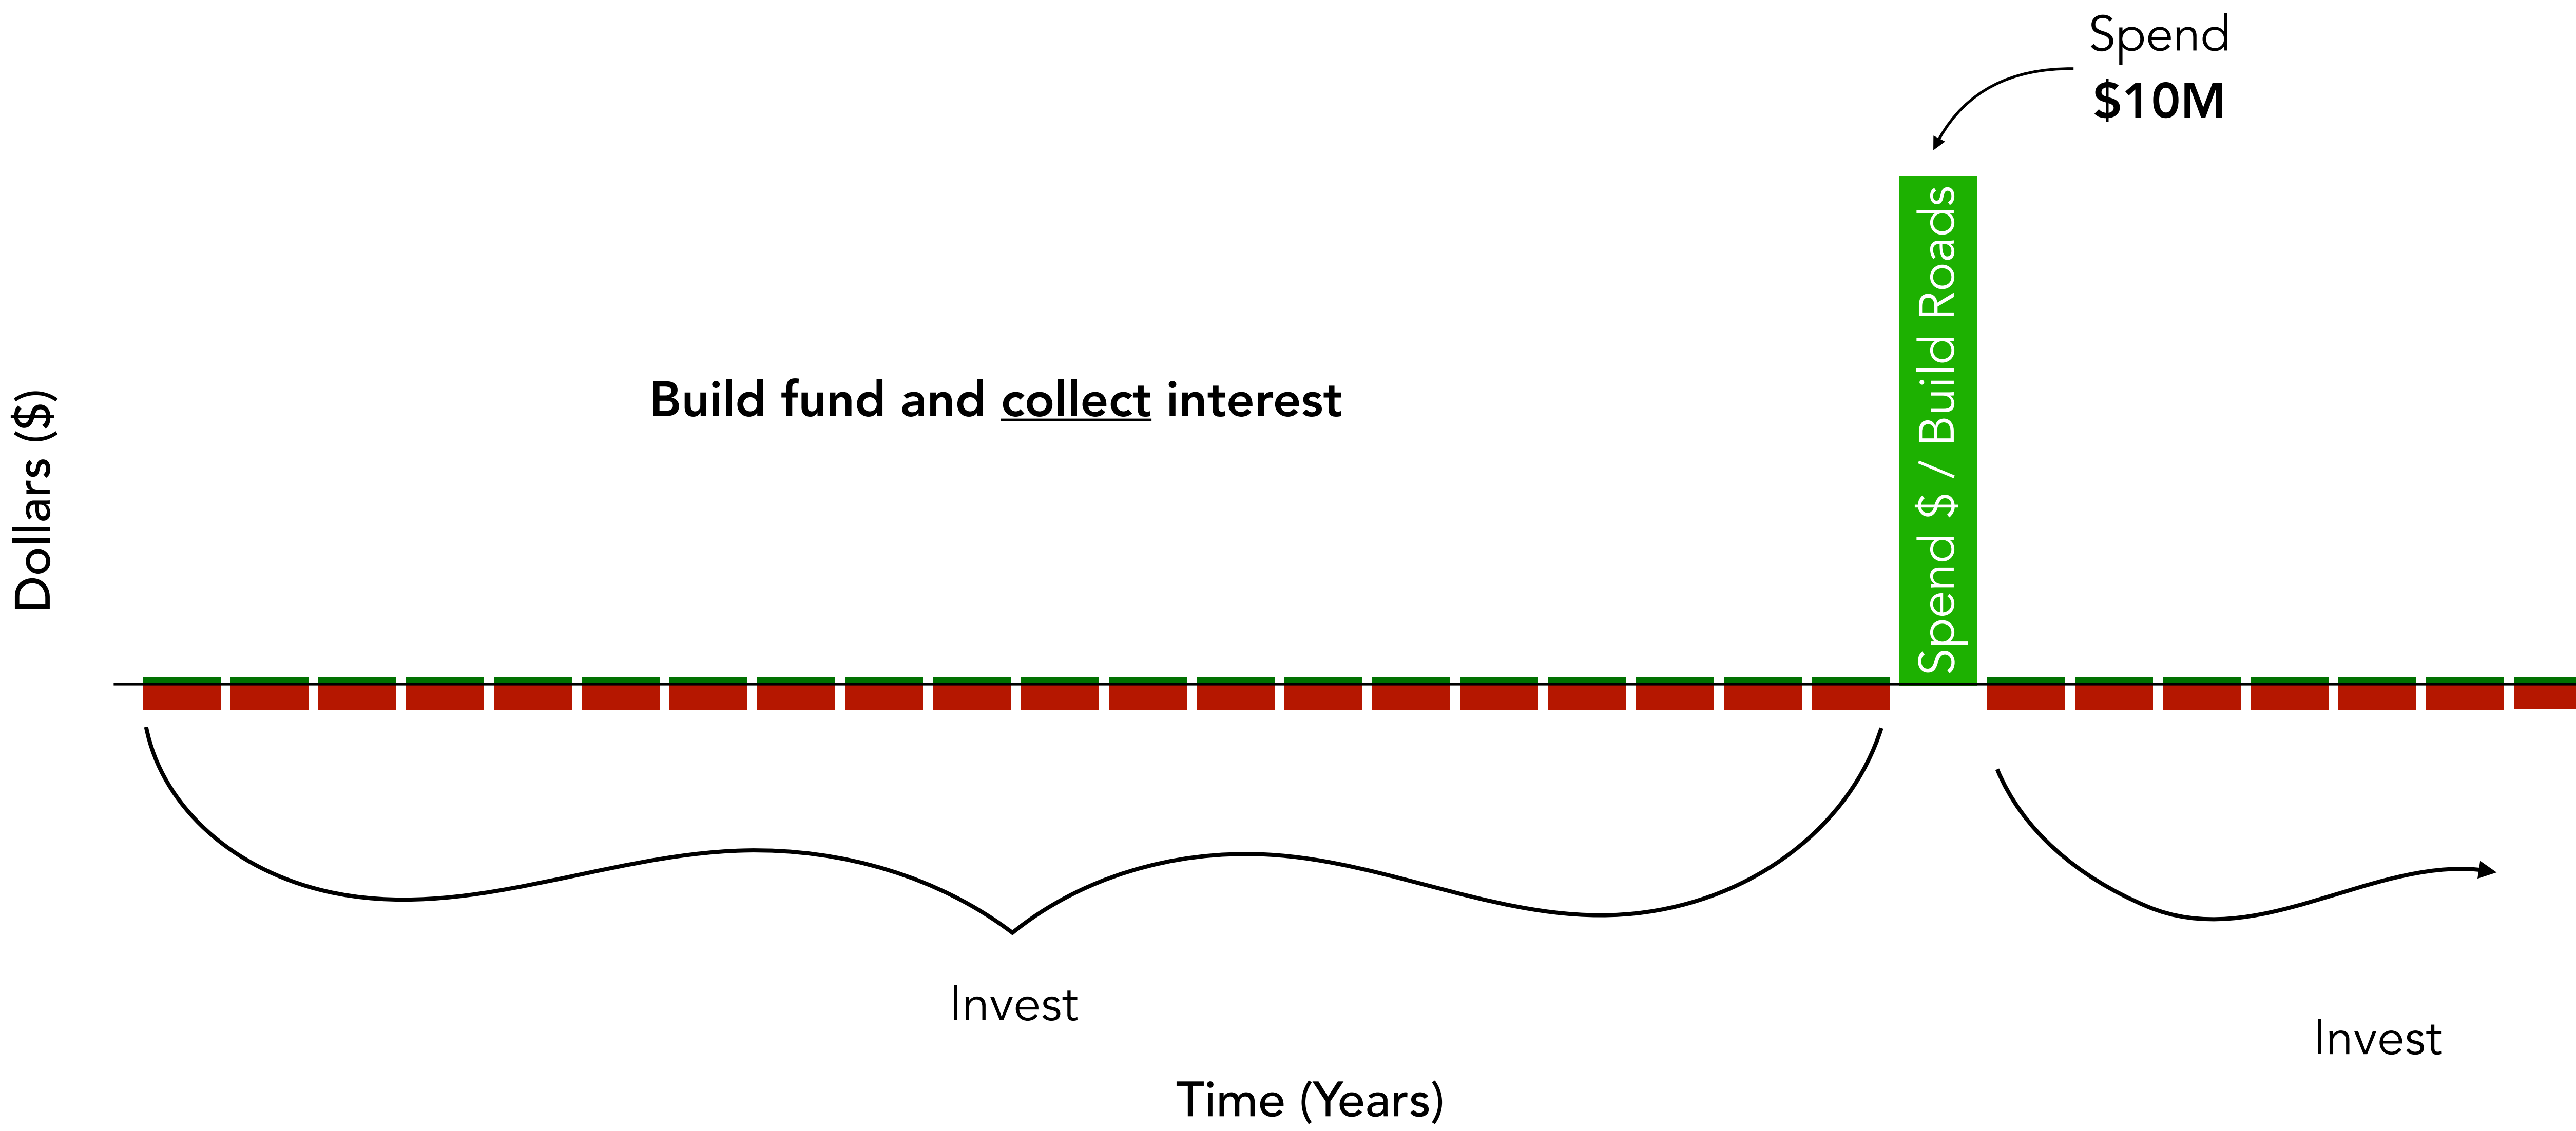 Spend
$10M
Spend $ / Build Roads
Build fund and collect interest
Dollars ($)
Invest
Invest
Time (Years)